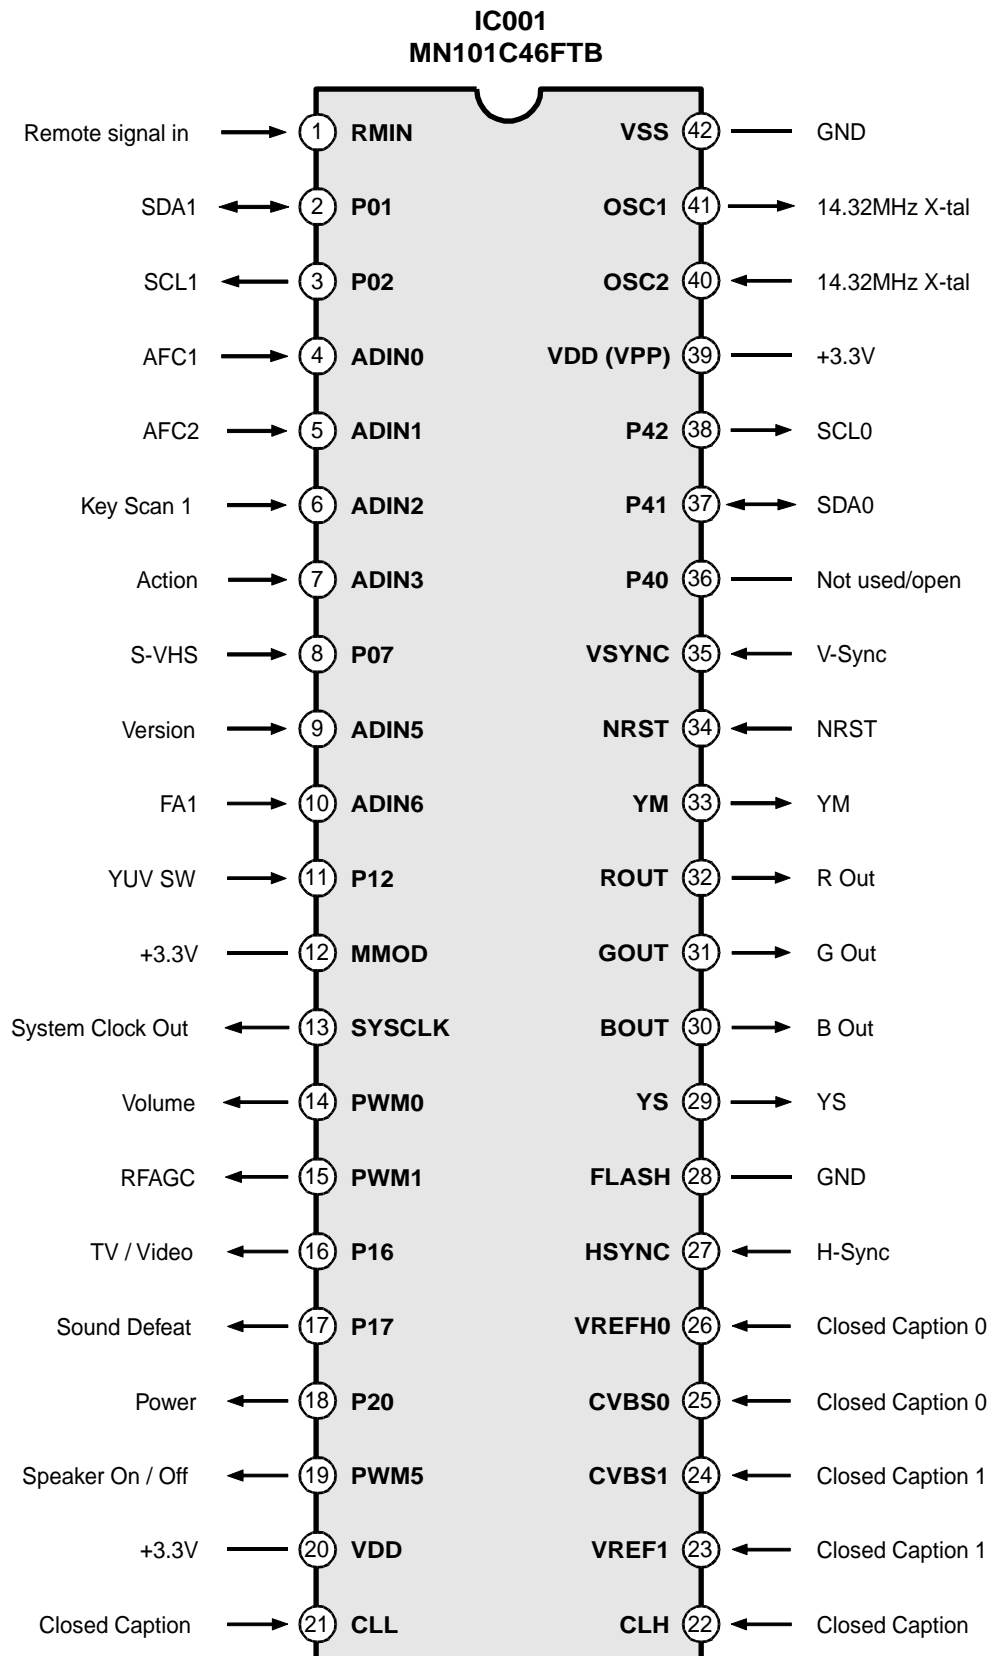 IC001
MN101C46FTB
Remote signal in 1 RMIN VSS 42 GND
SDA1 2 P01 OSC1 41 14.32MHz X-tal
SCL1 3 P02 OSC2 40 14.32MHz X-tal
AFC1 4 ADIN0 VDD (VPP) 39 +3.3V
AFC2 5 ADIN1 P42 38 SCL0
Key Scan 1 6 ADIN2 P41 37 SDA0
Action 7 ADIN3 P40 36 Not used/open
S-VHS 8 P07 VSYNC 35 V-Sync
Version 9 ADIN5 NRST 34 NRST
FA1 10 ADIN6 YM 33 YM
YUV SW 11 P12 ROUT 32 R Out
+3.3V 12 MMOD GOUT 31 G Out
System Clock Out 13 SYSCLK BOUT 30 B Out
Volume 14 PWM0 YS 29 YS
RFAGC 15 PWM1 FLASH 28 GND
TV / Video 16 P16 HSYNC 27 H-Sync
Sound Defeat 17 P17 VREFH0 26 Closed Caption 0
Power 18 P20 CVBS0 25 Closed Caption 0
Speaker On / Off 19 PWM5 CVBS1 24 Closed Caption 1
+3.3V 20 VDD VREF1 23 Closed Caption 1
Closed Caption 21 CLL CLH 22 Closed Caption